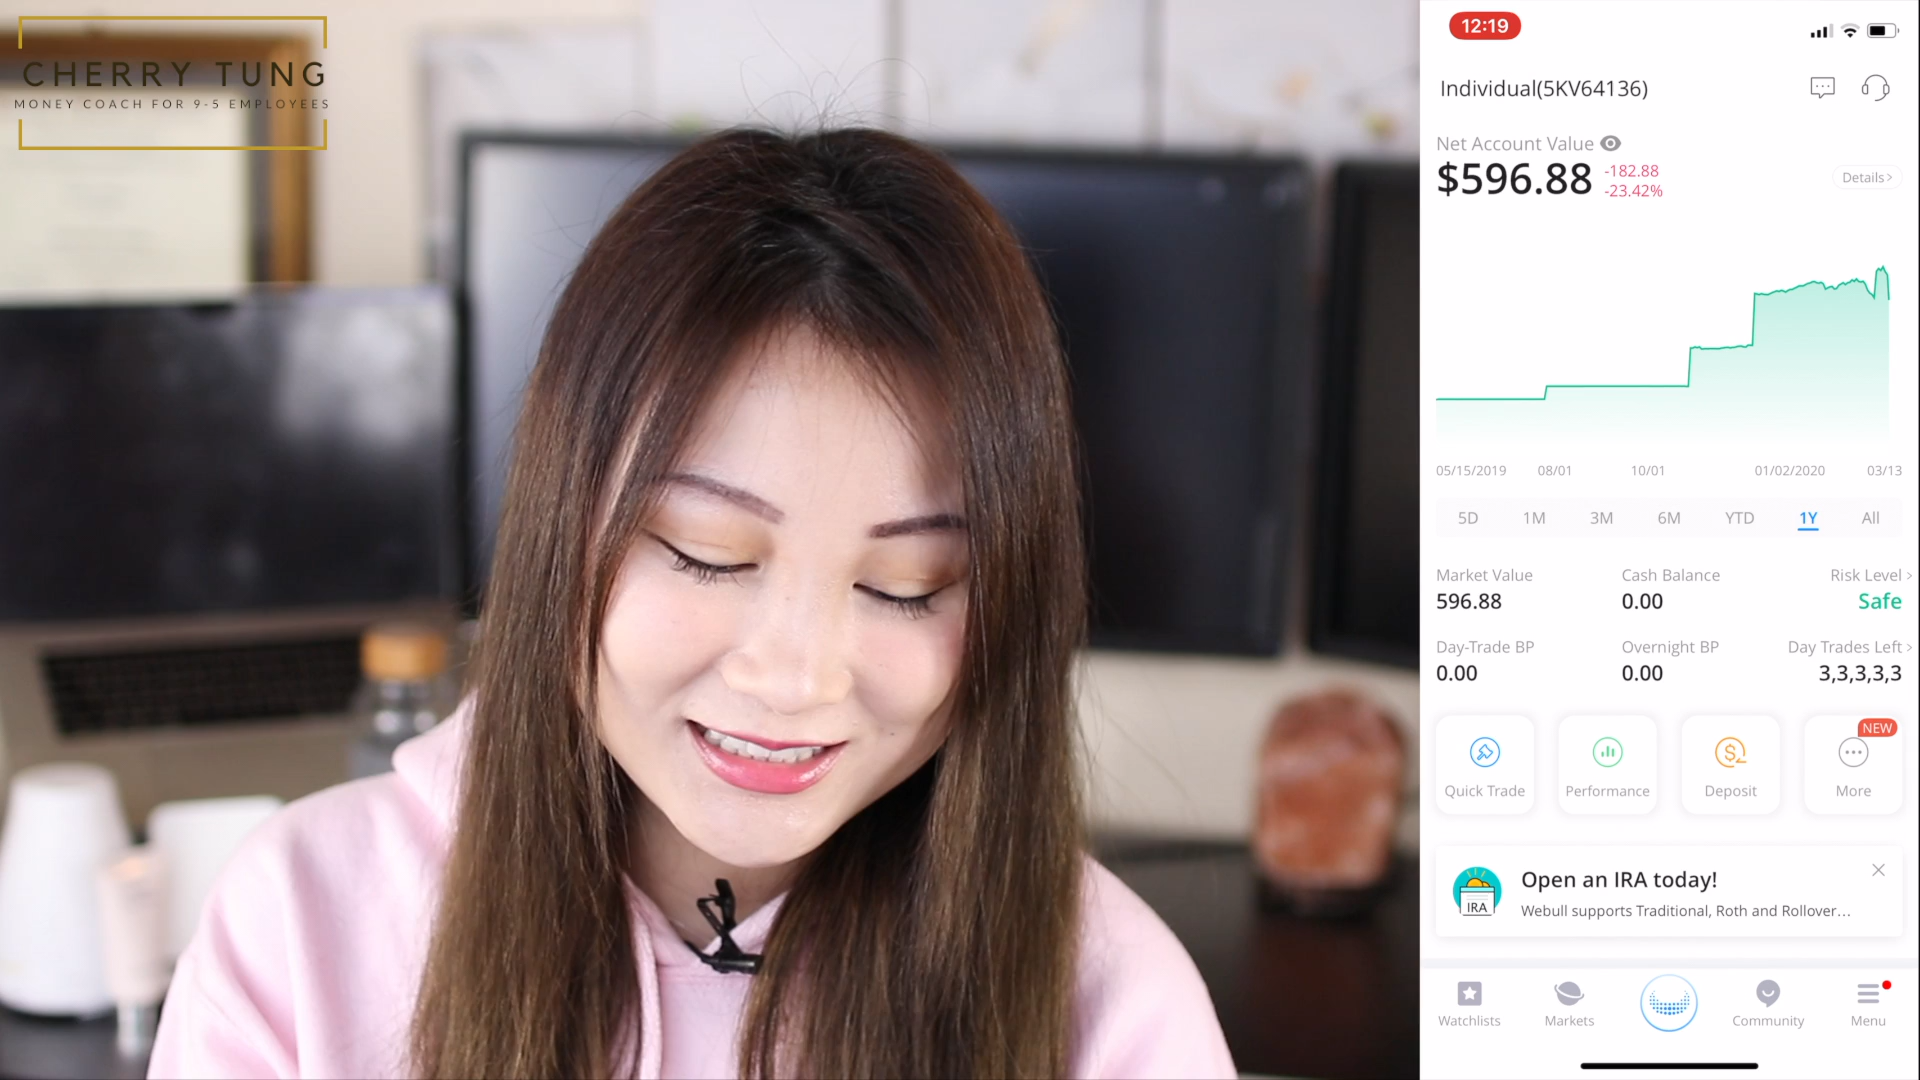 CHERRY TUNG
MONEY COACH FOR 9-5 EMPLOYEES
12:19
Individual(5KV64136)
Net Account Value
$596.88
-182.88
-23.42%
Details >
05/15/2019 08/01 10/01 01/02/2020 03/13
5D 1M 3M 6M YTD 1Y All
Market Value Cash Balance Risk Level >
596.88 0.00 Safe
Day-Trade BP Overnight BP Day Trades Left >
0.00 0.00 3,3,3,3,3
NEW
Quick Trade Performance Deposit More
IRA
Open an IRA today!
Webull supports Traditional, Roth and Rollover...
Watchlists Markets Community Menu